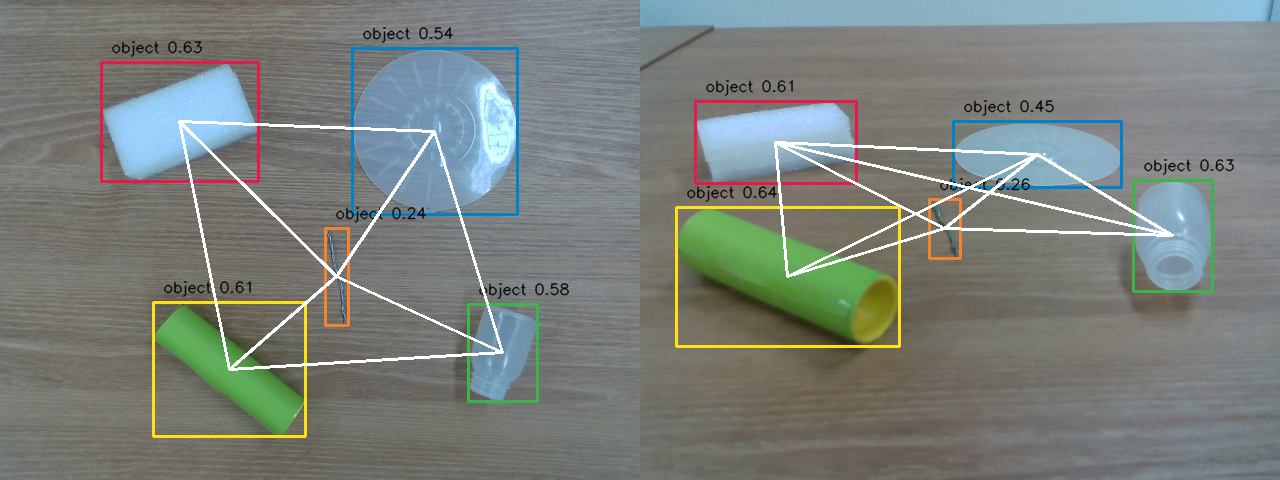 object 0.63
object 0.54
object 0.24
object 0.61
object 0.58
object 0.61
object 0.45
object 0.63
object 0.26
object 0.64